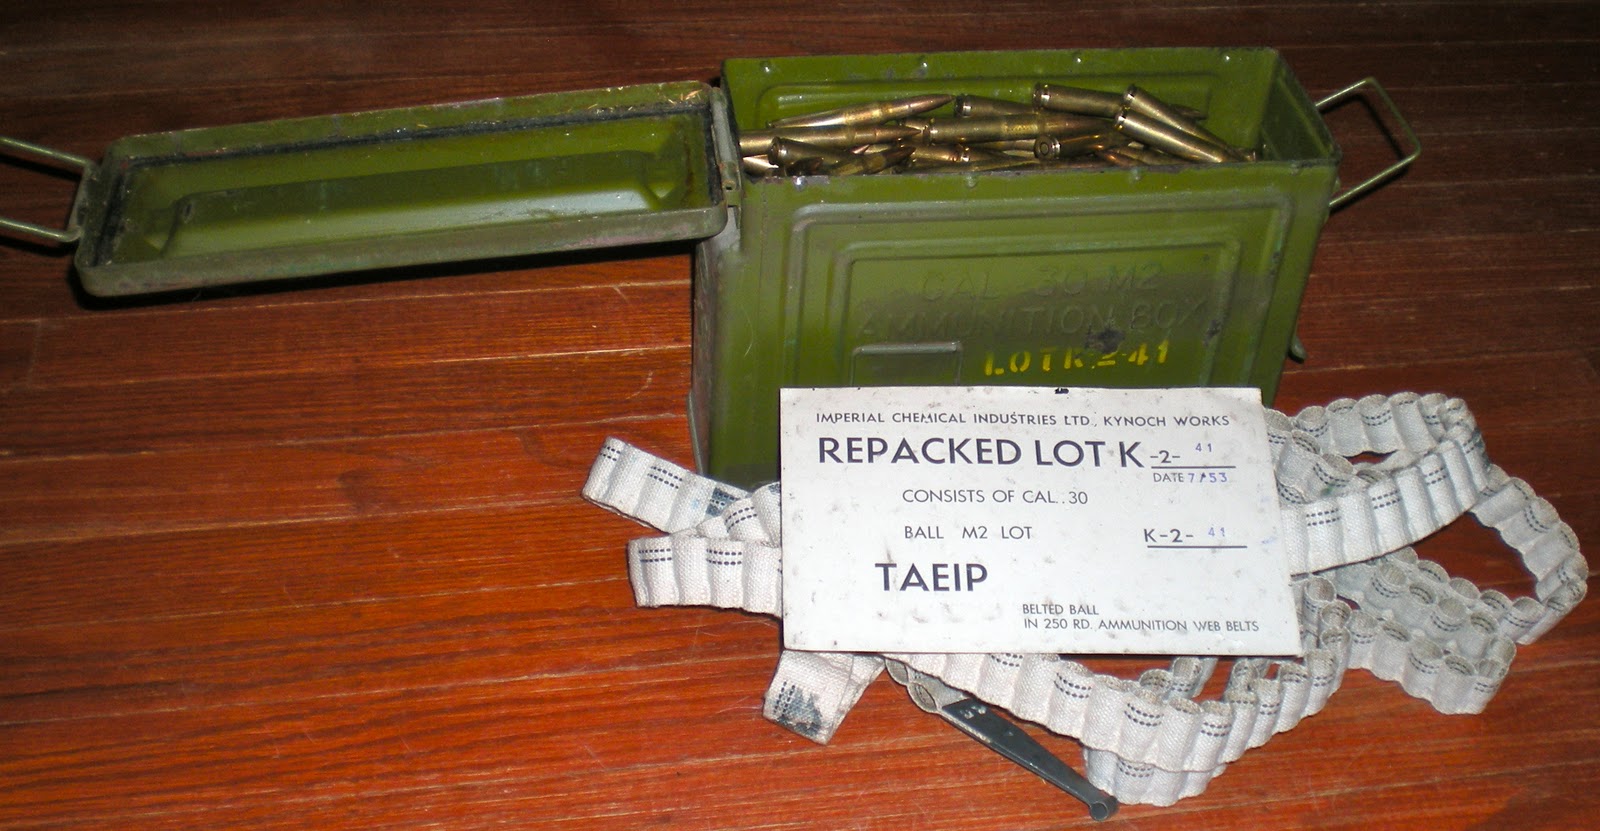 CAL .30 M2
AMMUNITION BOX
LOT K 2-41
IMPERIAL CHEMICAL INDUSTRIES LTD., KYNOCH WORKS
REPACKED LOT K -2- 41
DATE 7/53
CONSISTS OF CAL .30
BALL M2 LOT K-2- 41
TAEIP
BELTED BALL
IN 250 RD. AMMUNITION WEB BELTS